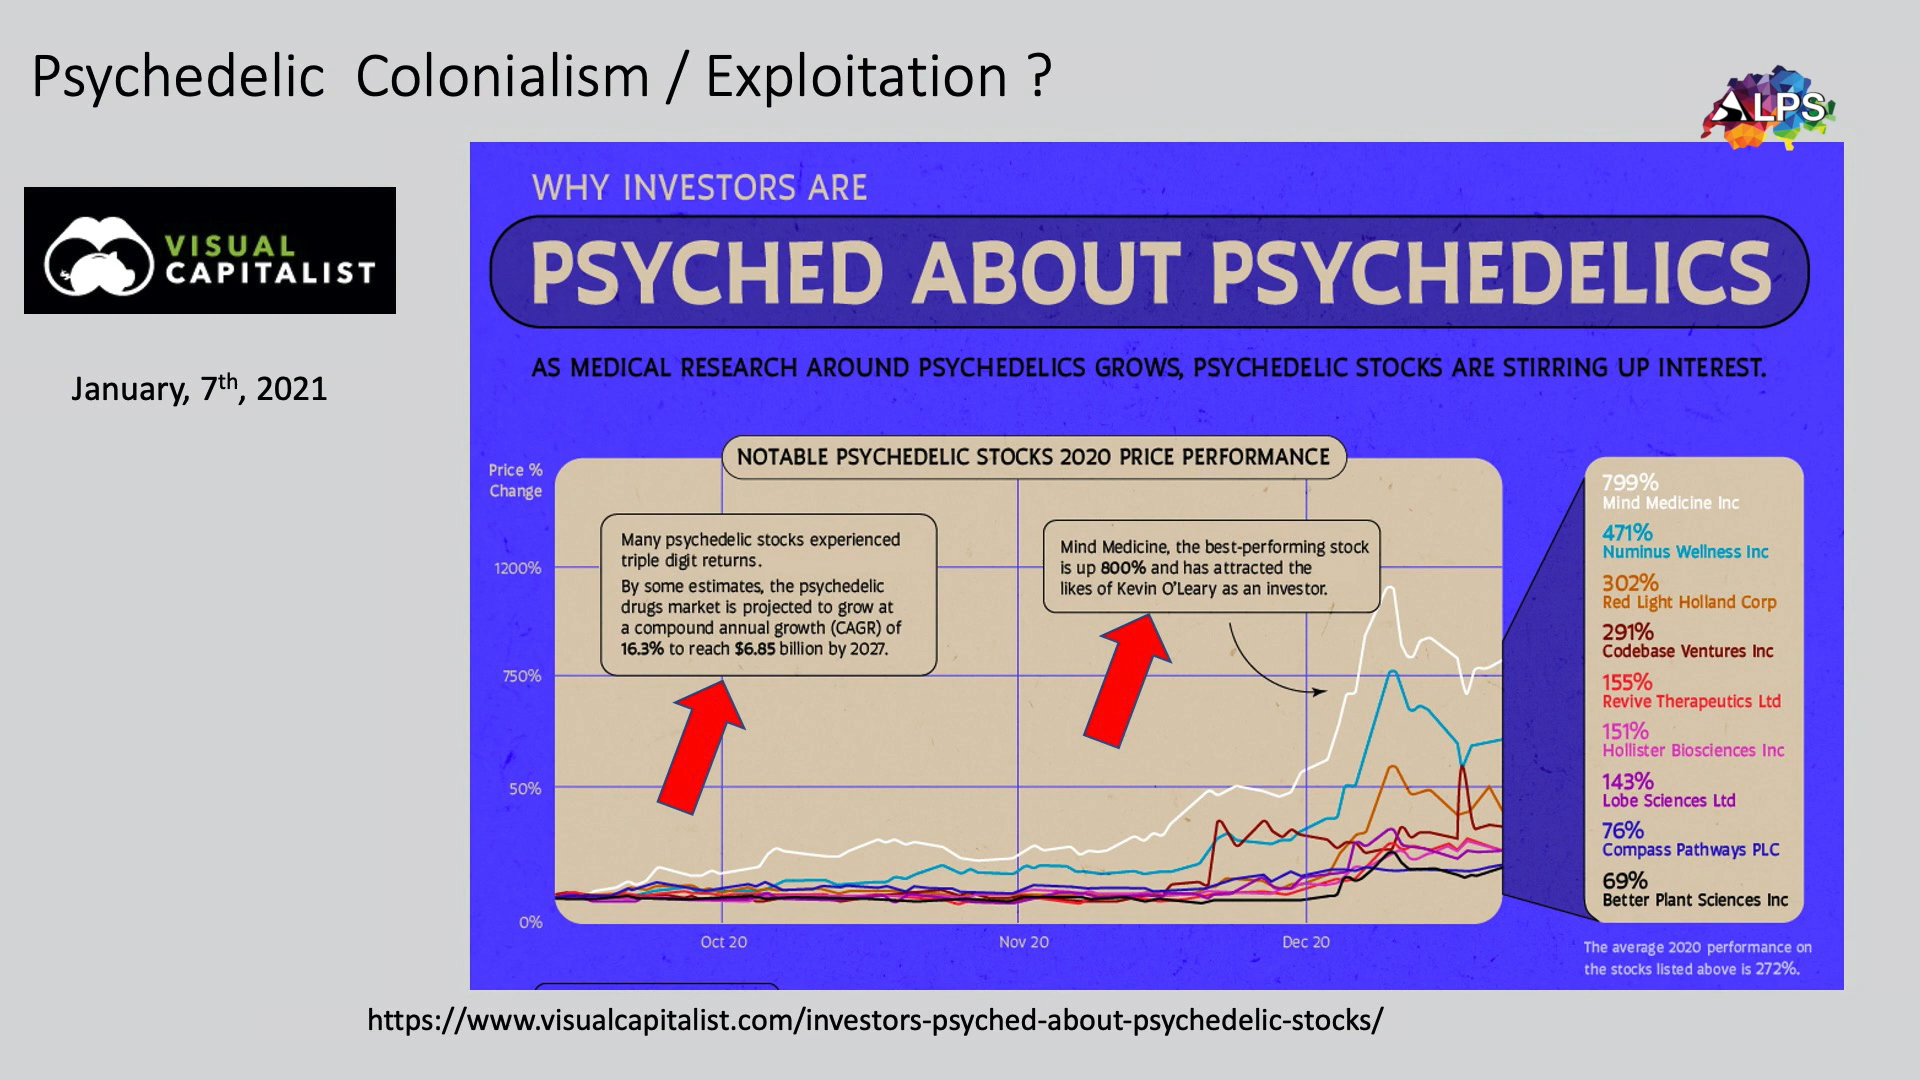 Psychedelic Colonialism / Exploitation ?
ALPS
VISUAL
CAPITALIST
January, 7th, 2021
WHY INVESTORS ARE
PSYCHED ABOUT PSYCHEDELICS
AS MEDICAL RESEARCH AROUND PSYCHEDELICS GROWS, PSYCHEDELIC STOCKS ARE STIRRING UP INTEREST.
NOTABLE PSYCHEDELIC STOCKS 2020 PRICE PERFORMANCE
Price %
Change
1200%
750%
50%
0%
Many psychedelic stocks experienced
triple digit returns.
By some estimates, the psychedelic
drugs market is projected to grow at
a compound annual growth (CAGR) of
16.3% to reach $6.85 billion by 2027.
Mind Medicine, the best-performing stock
is up 800% and has attracted the
likes of Kevin O'Leary as an investor.
Oct 20
Nov 20
Dec 20
799%
Mind Medicine Inc
471%
Numinus Wellness Inc
302%
Red Light Holland Corp
291%
Codebase Ventures Inc
155%
Revive Therapeutics Ltd
151%
Hollister Biosciences Inc
143%
Lobe Sciences Ltd
76%
Compass Pathways PLC
69%
Better Plant Sciences Inc
The average 2020 performance on
the stocks listed above is 272%.
https://www.visualcapitalist.com/investors-psyched-about-psychedelic-stocks/